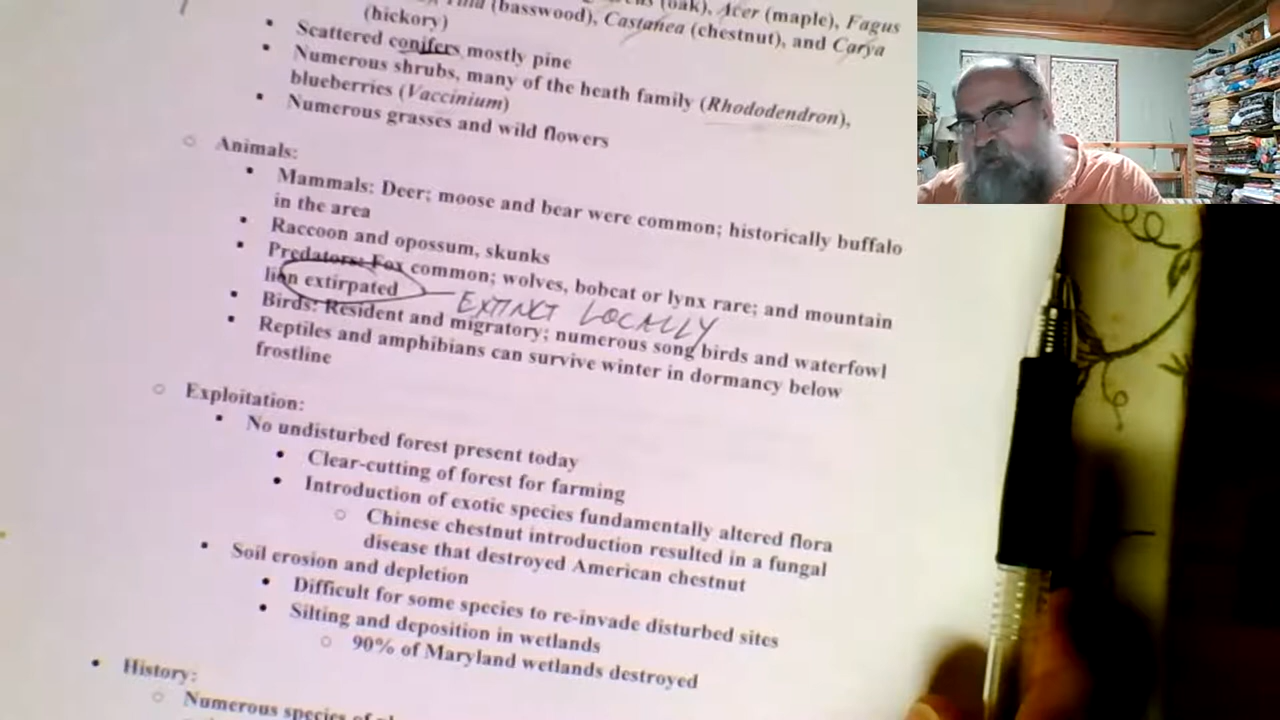 (basswood), Castanea (chestnut), and Carya
(oak), Acer (maple), Fagus
(hickory)
Scattered conifers mostly pine
Numerous shrubs, many of the heath family (Rhododendron),
blueberries (Vaccinium)
Numerous grasses and wild flowers
Animals:
Mammals: Deer; moose and bear were common; historically buffalo
in the area
Raccoon and opossum, skunks
Predators: Fox common; wolves, bobcat or lynx rare; and mountain
lion extirpated
EXTINCT LOCALLY
Birds: Resident and migratory; numerous song birds and waterfowl
Reptiles and amphibians can survive winter in dormancy below
frostline
Exploitation:
No undisturbed forest present today
Clear-cutting of forest for farming
Introduction of exotic species fundamentally altered flora
Chinese chestnut introduction resulted in a fungal
disease that destroyed American chestnut
Soil erosion and depletion
Difficult for some species to re-invade disturbed sites
Silting and deposition in wetlands
90% of Maryland wetlands destroyed
History:
Numerous species of